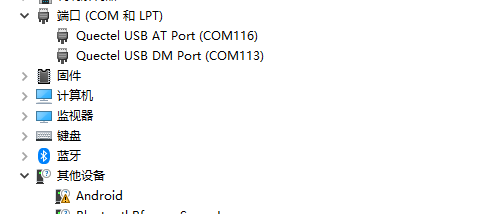 端口 (COM 和 LPT)
Quectel USB AT Port (COM116)
Quectel USB DM Port (COM113)
固件
计算机
监视器
键盘
蓝牙
其他设备
Android